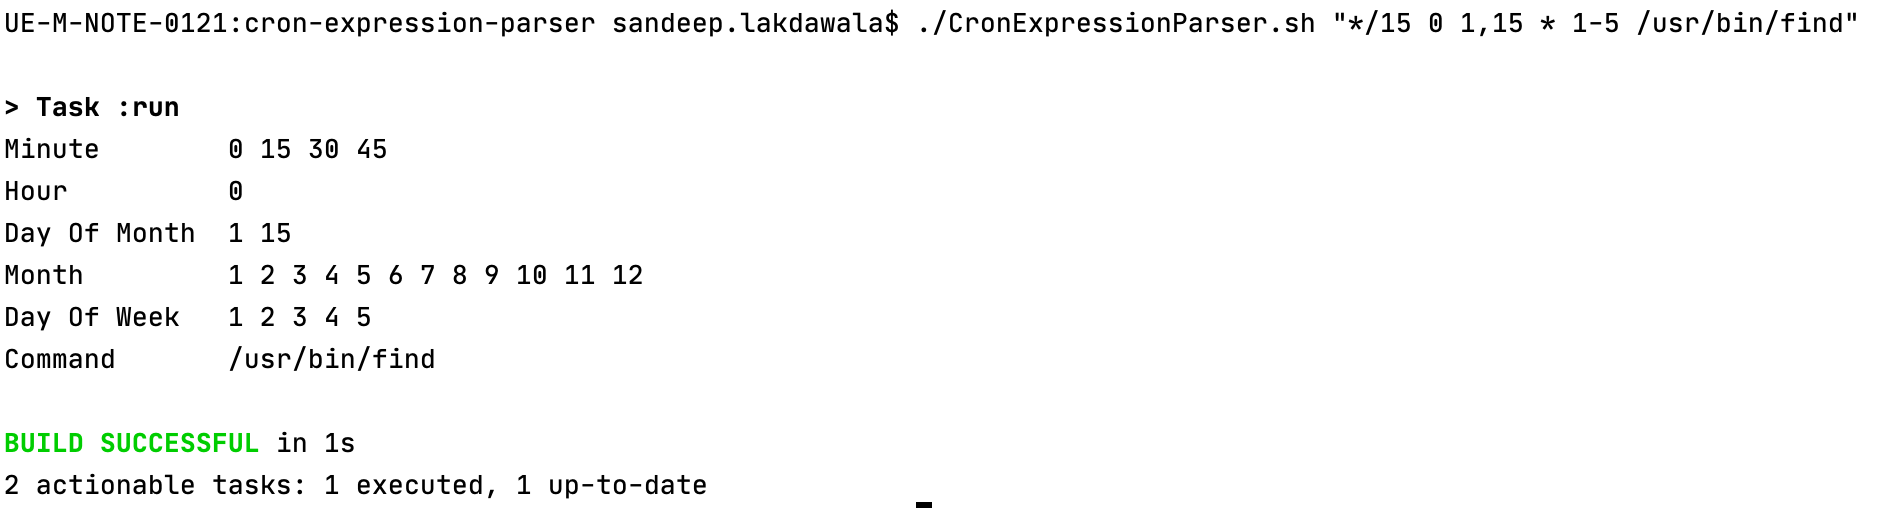 UE-M-NOTE-0121:cron-expression-parser sandeep.lakdawala$ ./CronExpressionParser.sh "*/15 0 1,15 * 1-5 /usr/bin/find"
> Task :run
Minute        0 15 30 45
Hour          0
Day Of Month  1 15
Month         1 2 3 4 5 6 7 8 9 10 11 12
Day Of Week   1 2 3 4 5
Command       /usr/bin/find
BUILD SUCCESSFUL in 1s
2 actionable tasks: 1 executed, 1 up-to-date